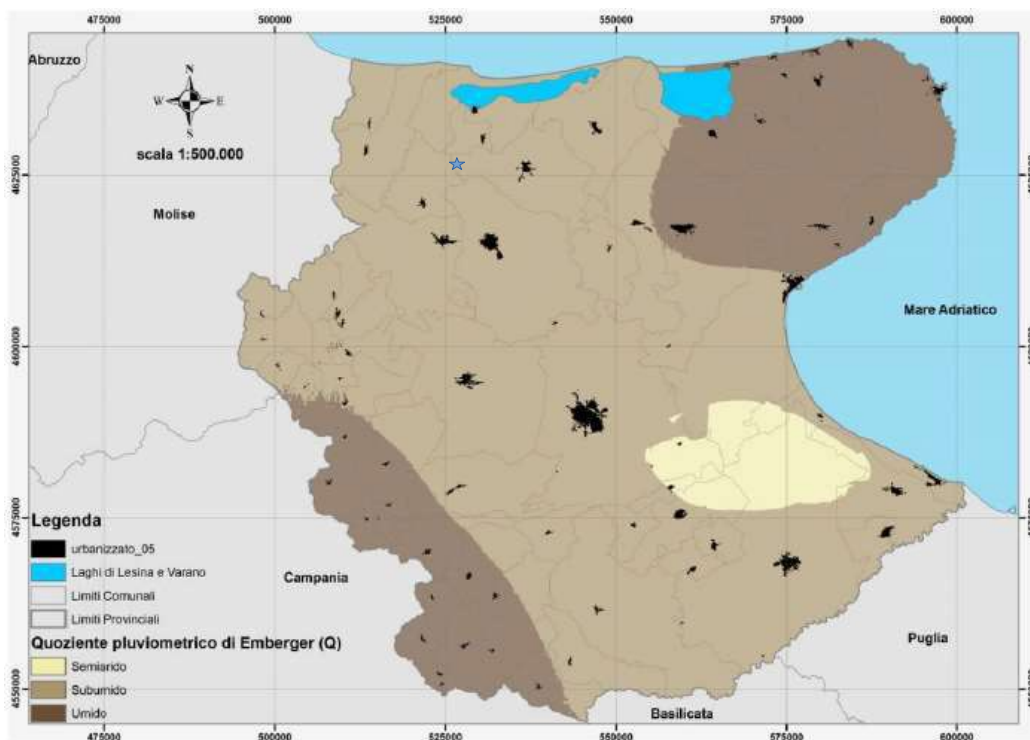 475000 500000 525000 550000 575000 600000
Abruzzo
N
W E
S
scala 1:500.000
4625000
Molise
Mare Adriatico
4600000
4575000
Legenda
urbanizzato_05
Laghi di Lesina e Varano
Limiti Comunali
Limiti Provinciali
Campania
Quoziente pluviometrico di Emberger (Q)
Semiarido
Subumido
Umido
Puglia
4550000
Basilicata
475000 500000 525000 550000 575000 600000